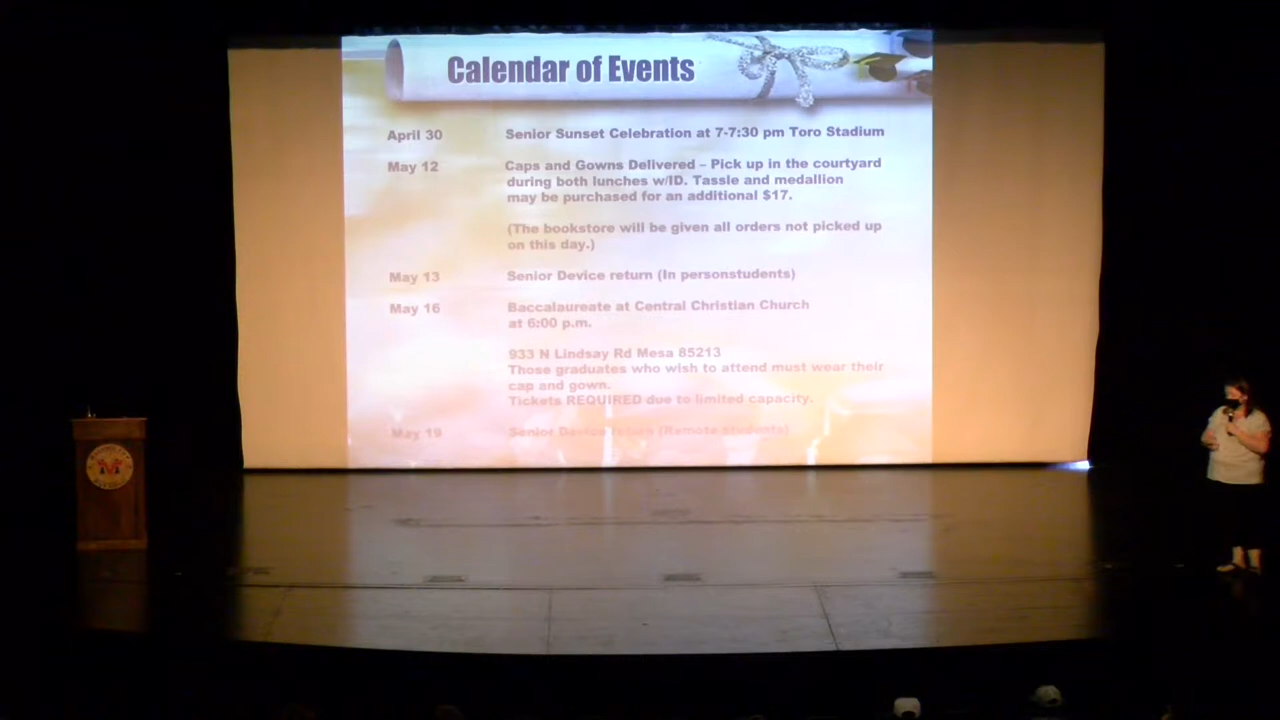 Calendar of Events
April 30 Senior Sunset Celebration at 7-7:30 pm Toro Stadium
May 12 Caps and Gowns Delivered – Pick up in the courtyard
during both lunches w/ID. Tassle and medallion
may be purchased for an additional $17.
(The bookstore will be given all orders not picked up
on this day.)
May 13 Senior Device return (In personstudents)
May 16 Baccalaureate at Central Christian Church
at 6:00 p.m.
933 N Lindsay Rd Mesa 85213
Those graduates who wish to attend must wear their
cap and gown.
Tickets REQUIRED due to limited capacity.
May 19 Senior Device return (Remote students)